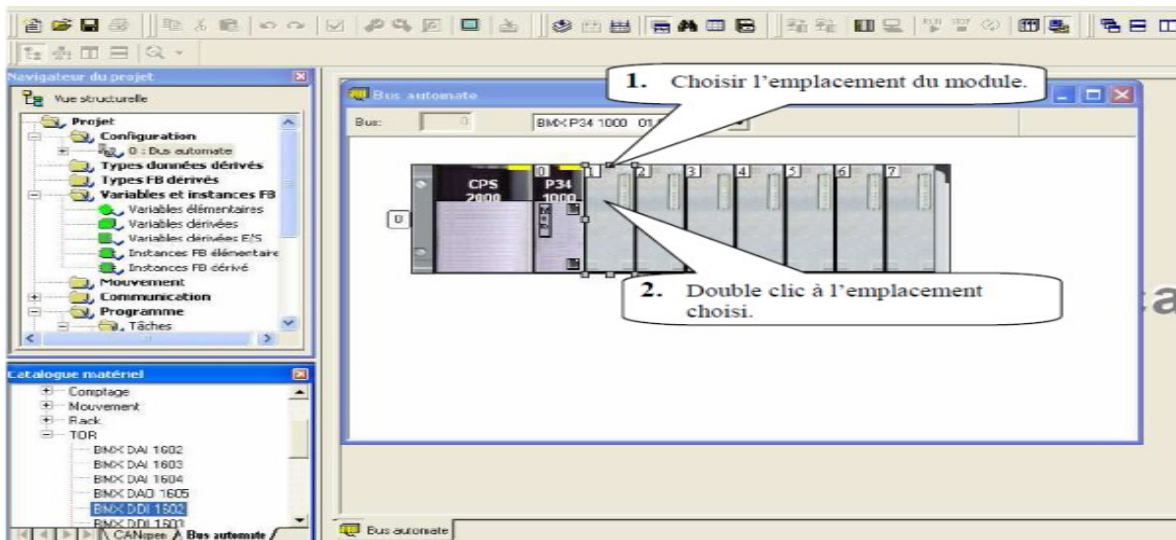 Navigateur du projet
Vue structurelle
Projet
Configuration
0 : Bus automate
Types données dérivés
Types FB dérivés
Variables et instances FB
Variables élémentaires
Variables dérivées
Variables dérivées E/S
Instances FB élémentaire
Instances FB dérivé
Mouvement
Communication
Programme
Tâches
Catalogue matériel
Comptage
Mouvement
Rack
TOR
BMX DAI 1602
BMX DAI 1603
BMX DAI 1604
BMX DAO 1605
BMX DDI 1602
BMX DDI 1603
CANopen
Bus automate
Bus automate
Bus:
0
BMX P34 1000
1. Choisir l'emplacement du module.
CPS
2000
0
P34
1000
1
2
3
4
5
6
7
0
2. Double clic à l'emplacement
choisi.
Bus automate